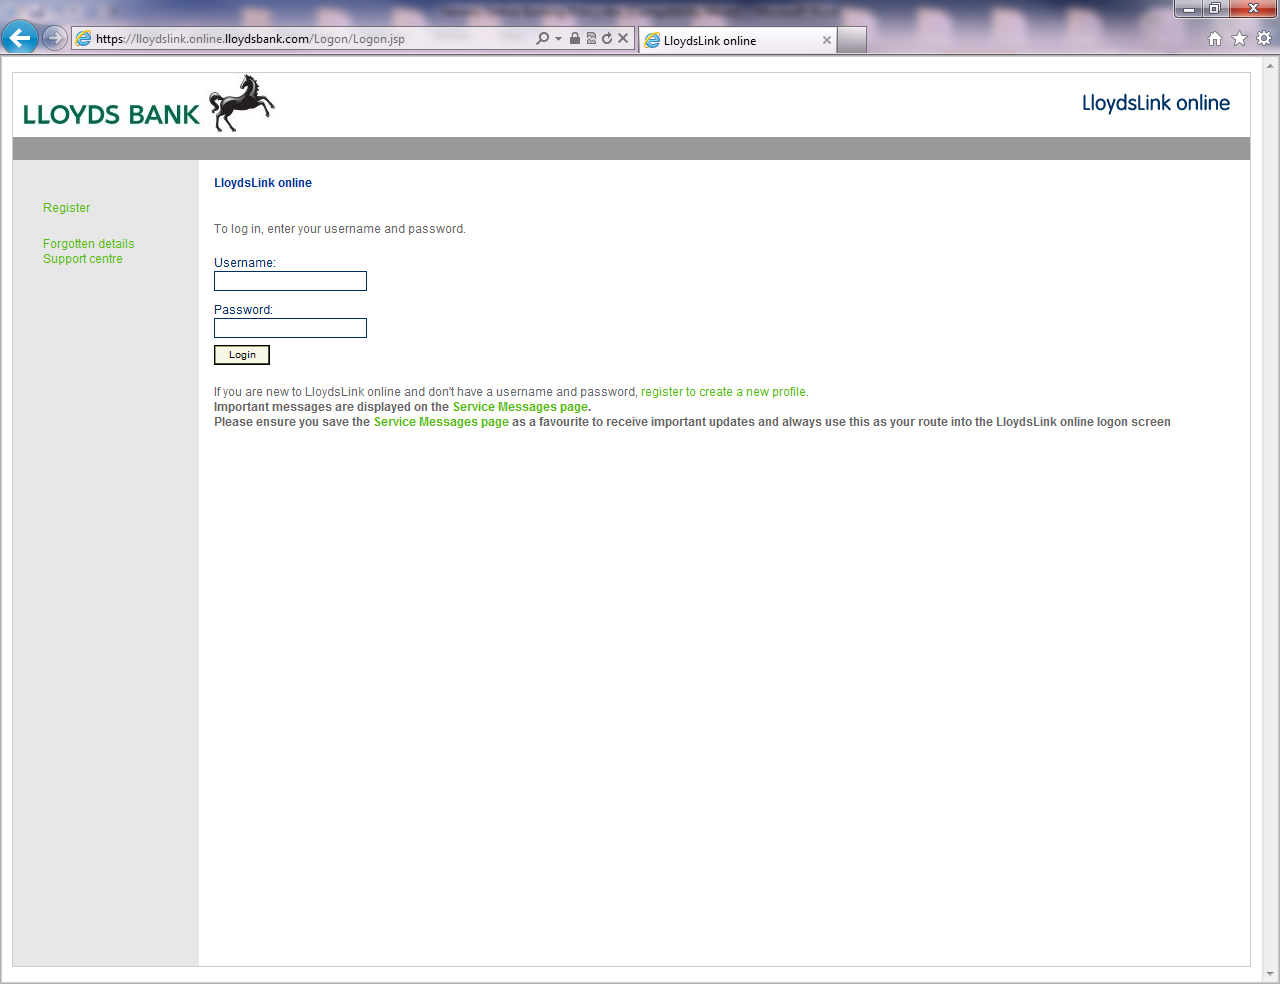 https://lloydslink.online.lloydsbank.com/Logon/Logon.jsp
LloydsLink online
LLOYDS BANK
LloydsLink online
Register
Forgotten details
Support centre
LloydsLink online
To log in, enter your username and password.
Username:
Password:
Login
If you are new to LloydsLink online and don't have a username and password, register to create a new profile.
Important messages are displayed on the Service Messages page.
Please ensure you save the Service Messages page as a favourite to receive important updates and always use this as your route into the LloydsLink online logon screen